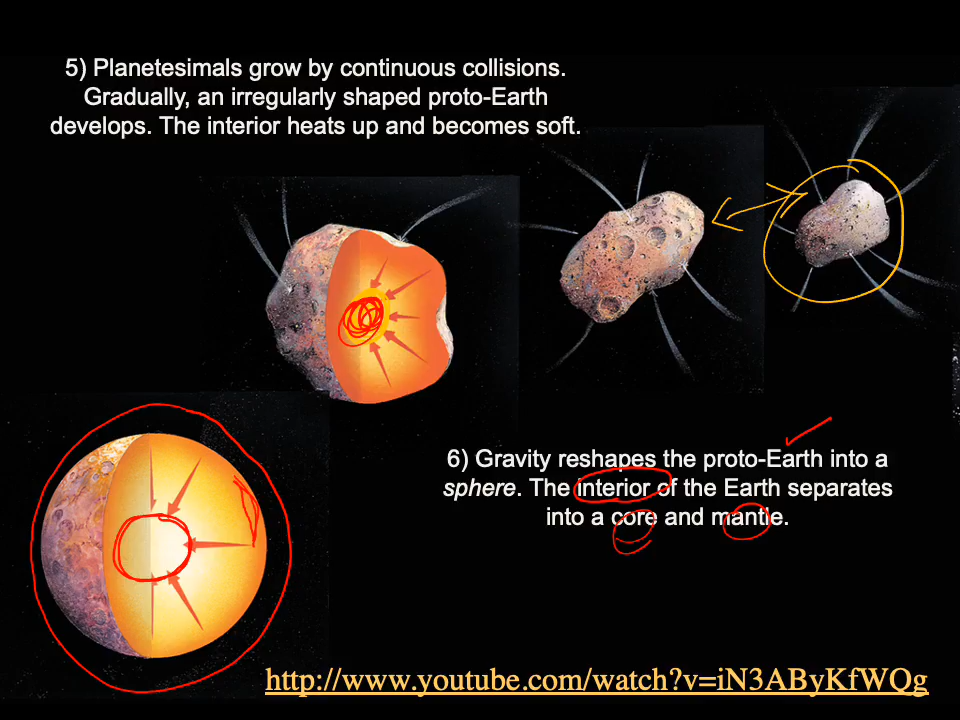 5) Planetesimals grow by continuous collisions.
Gradually, an irregularly shaped proto-Earth
develops. The interior heats up and becomes soft.
6) Gravity reshapes the proto-Earth into a
sphere. The interior of the Earth separates
into a core and mantle.
http://www.youtube.com/watch?v=iN3AByKfWQg